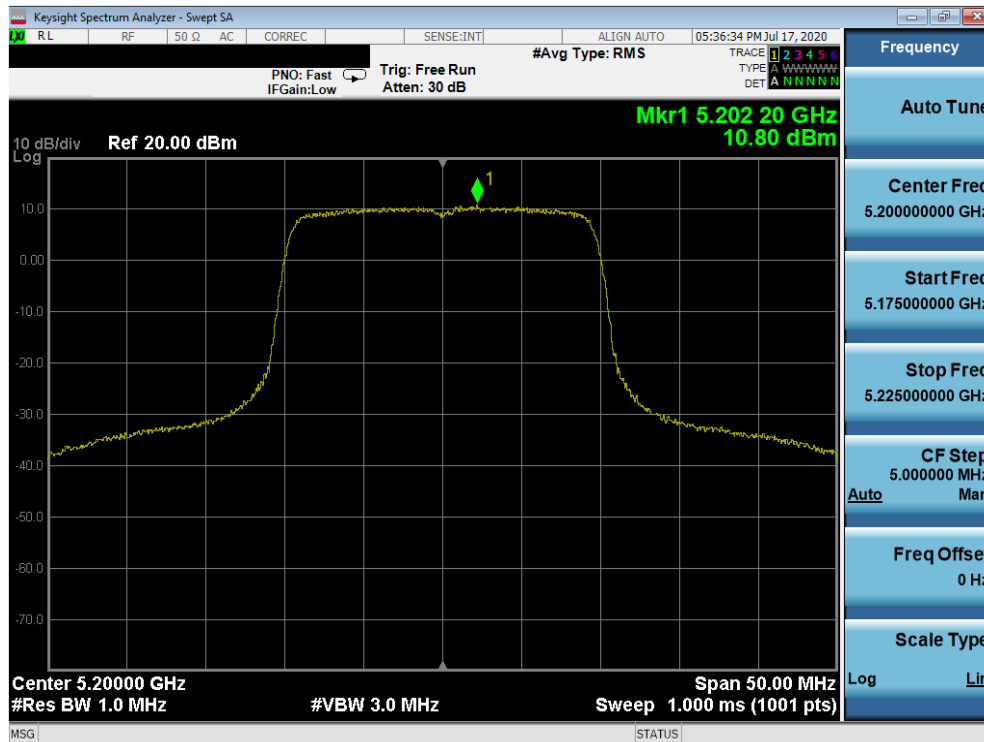 Keysight Spectrum Analyzer - Swept SA
LXI RL RF 50 Ω AC CORREC SENSE:INT ALIGN AUTO 05:36:34 PM Jul 17, 2020
#Avg Type: RMS
TRACE 1 2 3 4 5 6
TYPE A WWWWW
DET A N N N N N
PNO: Fast Trig: Free Run
IFGain:Low Atten: 30 dB
Mkr1 5.202 20 GHz
10.80 dBm
10 dB/div Ref 20.00 dBm
Log
1
10.0
0.00
-10.0
-20.0
-30.0
-40.0
-50.0
-60.0
-70.0
Center 5.20000 GHz Span 50.00 MHz
#Res BW 1.0 MHz #VBW 3.0 MHz Sweep 1.000 ms (1001 pts)
MSG STATUS
Frequency
Auto Tune
Center Freq
5.200000000 GHz
Start Freq
5.175000000 GHz
Stop Freq
5.225000000 GHz
CF Step
5.000000 MHz
Auto Man
Freq Offset
0 Hz
Scale Type
Log Lin